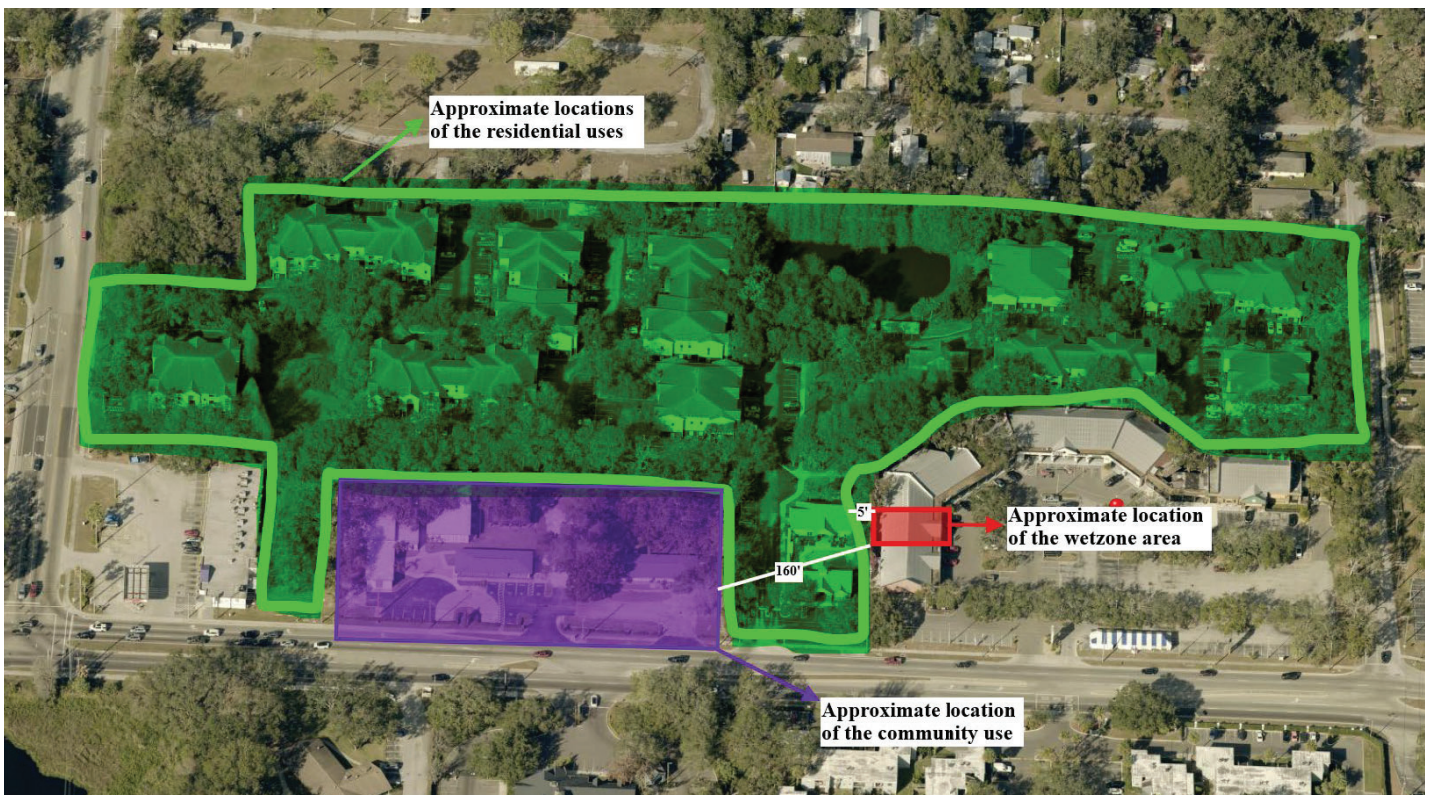 Approximate locations
of the residential uses
5'
Approximate location
of the wetzone area
160'
Approximate location
of the community use